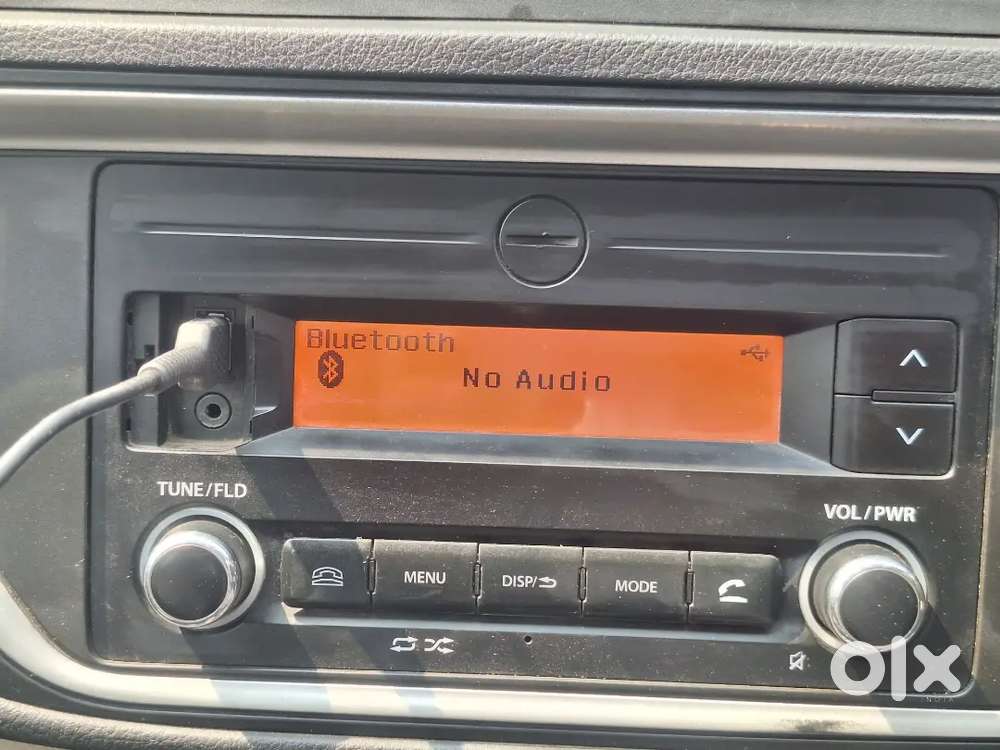 Bluetooth
No Audio
TUNE/FLD
VOL/PWR
MENU
DISP/
MODE
olx